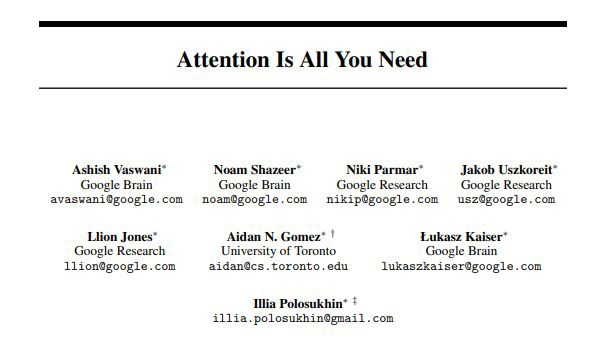 Attention Is All You Need
Ashish Vaswani* Noam Shazeer* Niki Parmar* Jakob Uszkoreit*
Google Brain Google Brain Google Research Google Research
avaswani@google.com noam@google.com nikip@google.com usz@google.com
Llion Jones* Aidan N. Gomez* † Łukasz Kaiser*
Google Research University of Toronto Google Brain
llion@google.com aidan@cs.toronto.edu lukaszkaiser@google.com
Illia Polosukhin* ‡
illia.polosukhin@gmail.com